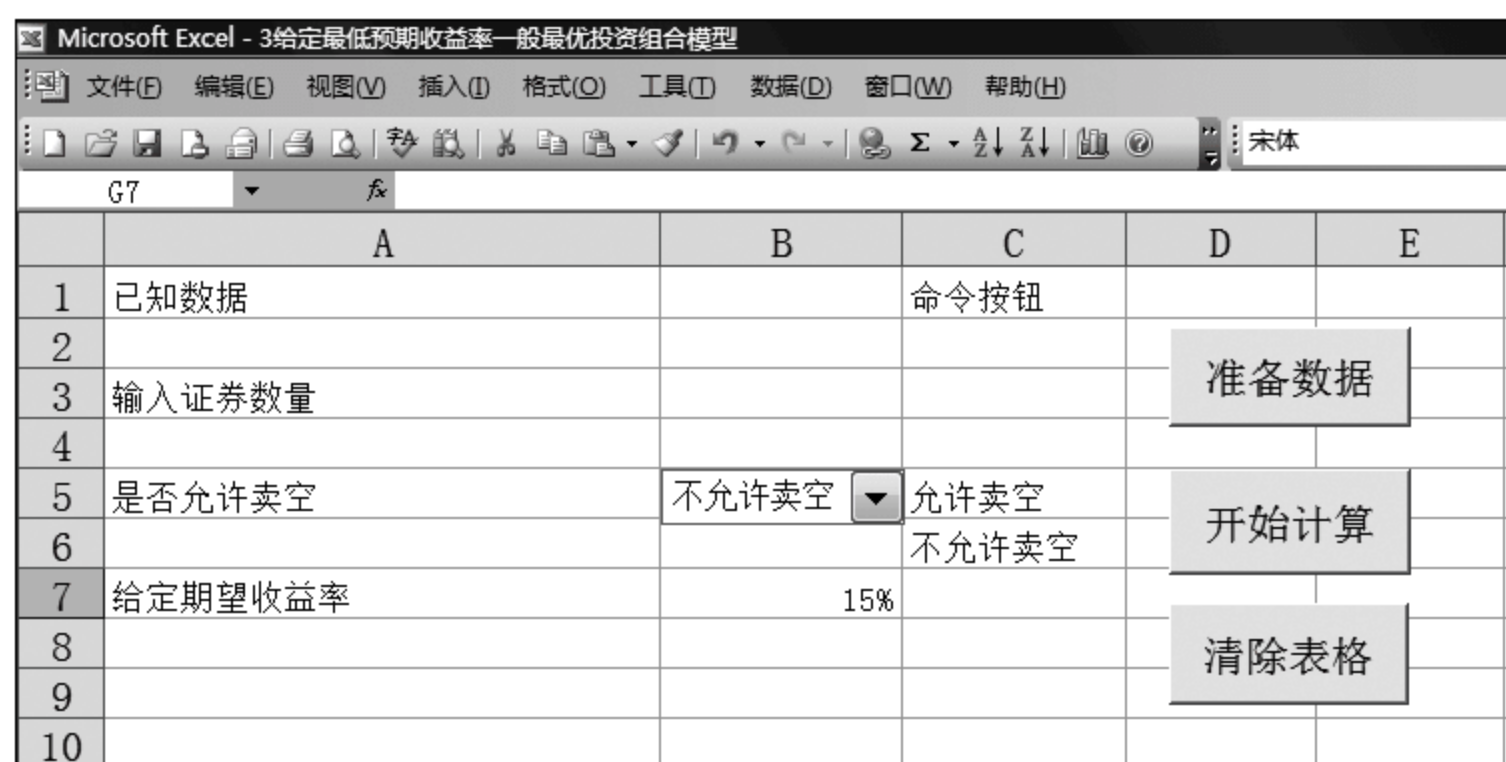 Microsoft Excel - 3给定最低预期收益率一般最优投资组合模型
文件(F) 编辑(E) 视图(V) 插入(I) 格式(O) 工具(T) 数据(D) 窗口(W) 帮助(H)
宋体
G7 fx
A B C D E
1 已知数据 命令按钮
2
准备数据
3 输入证券数量
4
5 是否允许卖空 不允许卖空 允许卖空
开始计算
6 不允许卖空
7 给定期望收益率 15%
8
清除表格
9
10